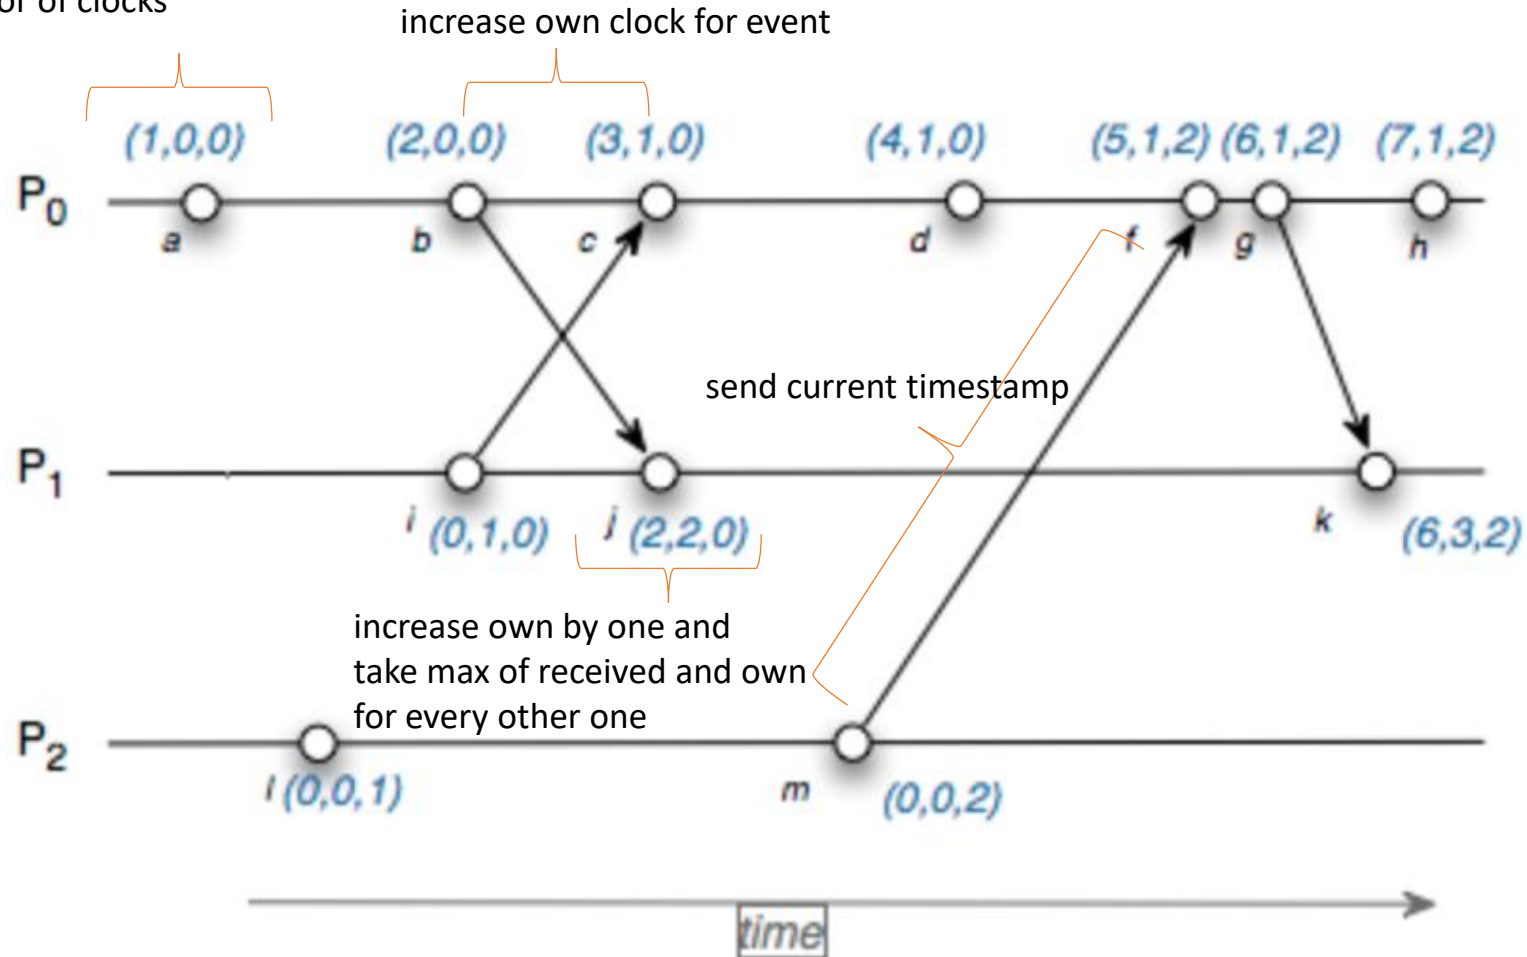 of clocks
increase own clock for event
(1,0,0) (2,0,0) (3,1,0) (4,1,0) (5,1,2) (6,1,2) (7,1,2)
P0
a b c d f g h
send current timestamp
P1
i (0,1,0) j (2,2,0) k (6,3,2)
increase own by one and
take max of received and own
for every other one
P2
l (0,0,1) m (0,0,2)
time